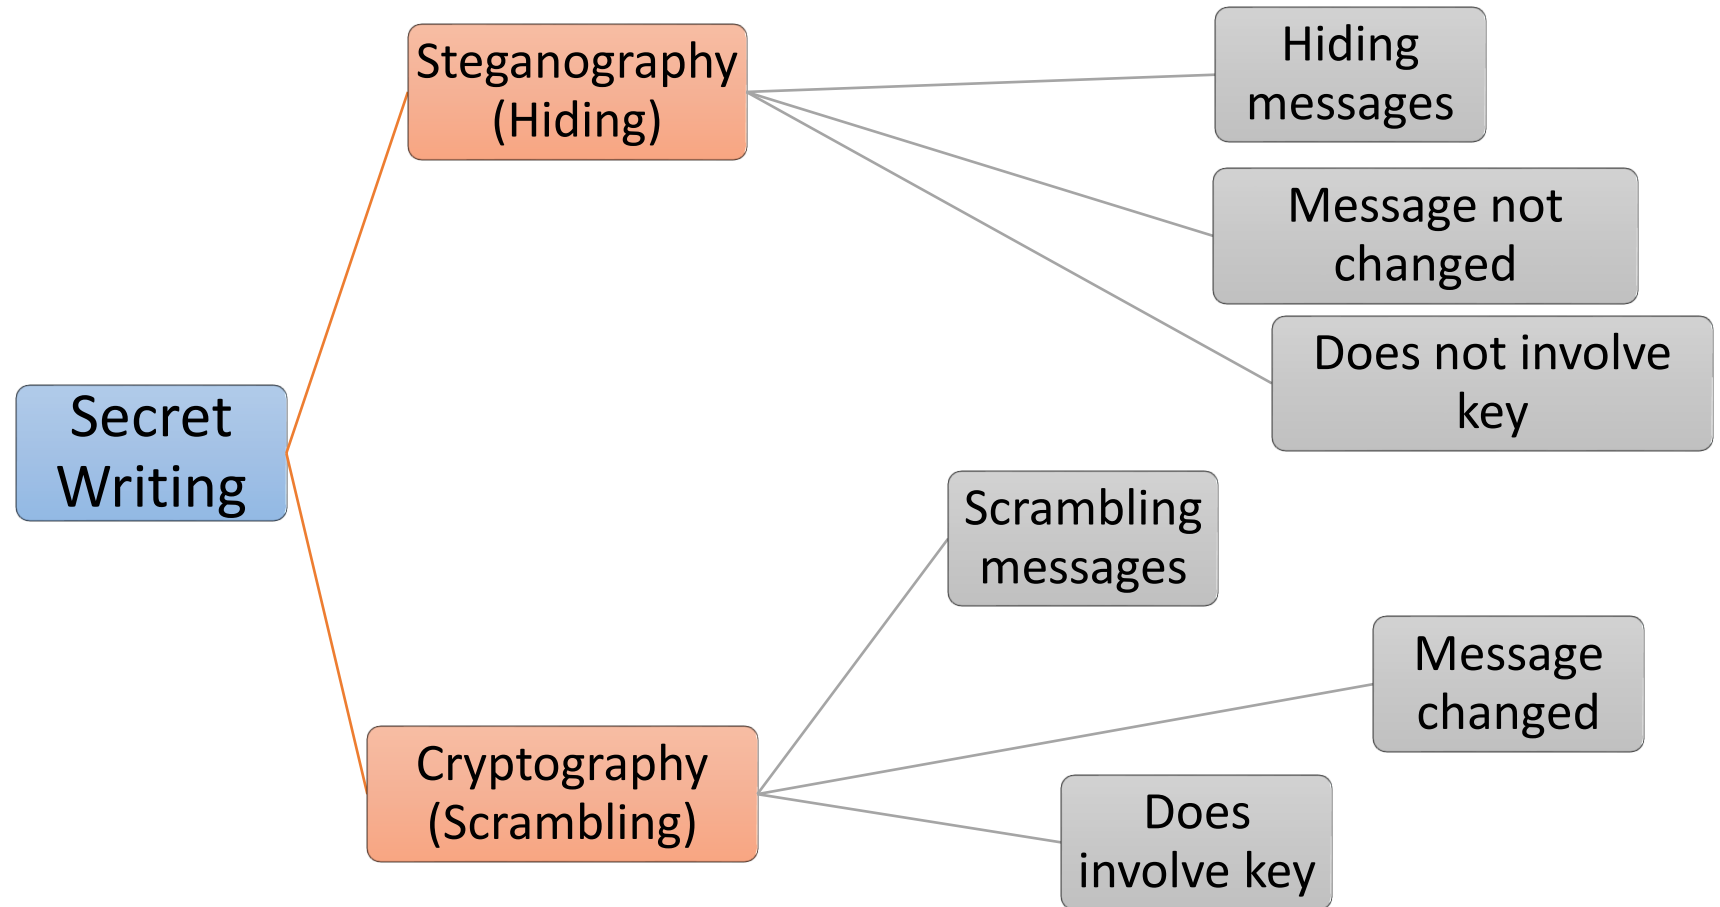 Secret
Writing
Steganography
(Hiding)
Hiding
messages
Message not
changed
Does not involve
key
Cryptography
(Scrambling)
Scrambling
messages
Message
changed
Does
involve key